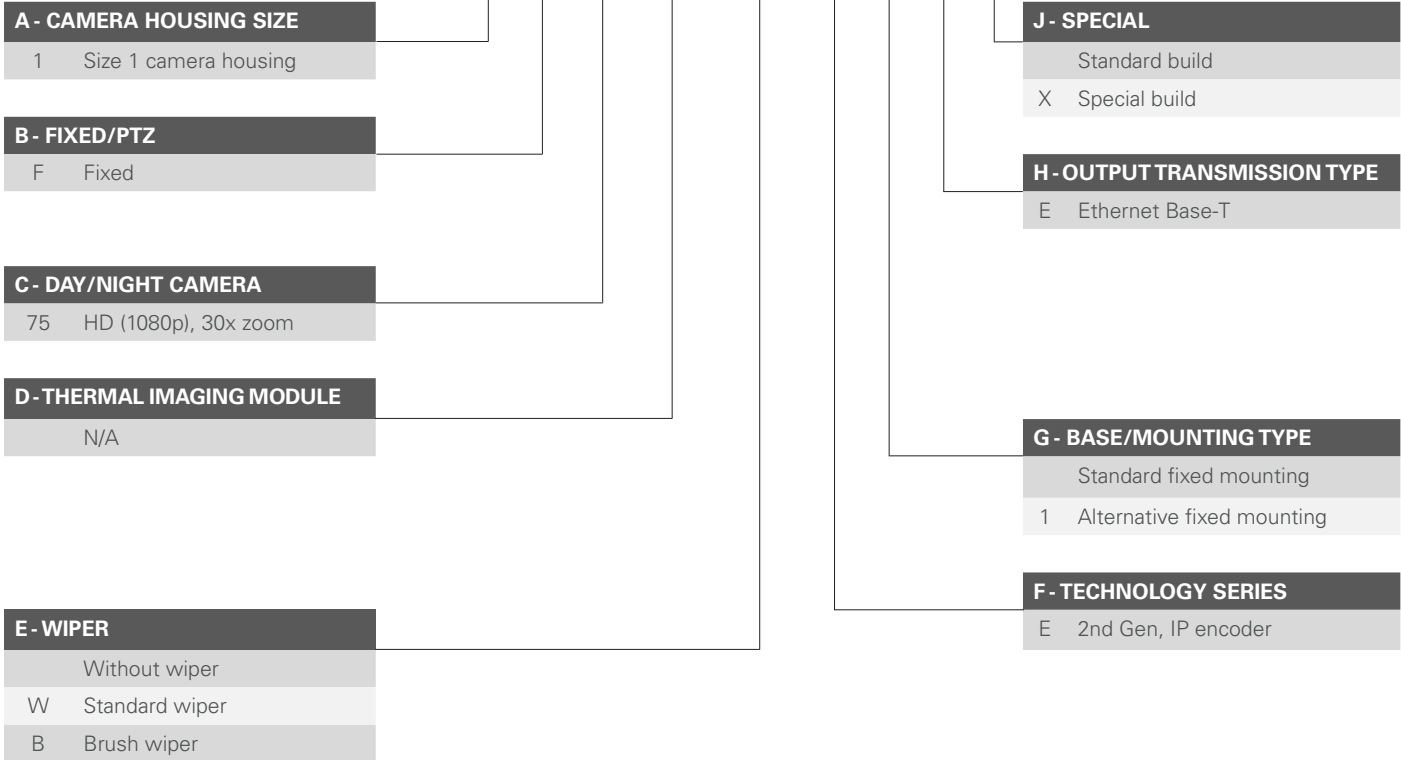 A - CAMERA HOUSING SIZE
1 Size 1 camera housing
B - FIXED/PTZ
F Fixed
C - DAY/NIGHT CAMERA
75 HD (1080p), 30x zoom
D - THERMAL IMAGING MODULE
N/A
E - WIPER
Without wiper
W Standard wiper
B Brush wiper
J - SPECIAL
Standard build
X Special build
H - OUTPUT TRANSMISSION TYPE
E Ethernet Base-T
G - BASE/MOUNTING TYPE
Standard fixed mounting
1 Alternative fixed mounting
F - TECHNOLOGY SERIES
E 2nd Gen, IP encoder